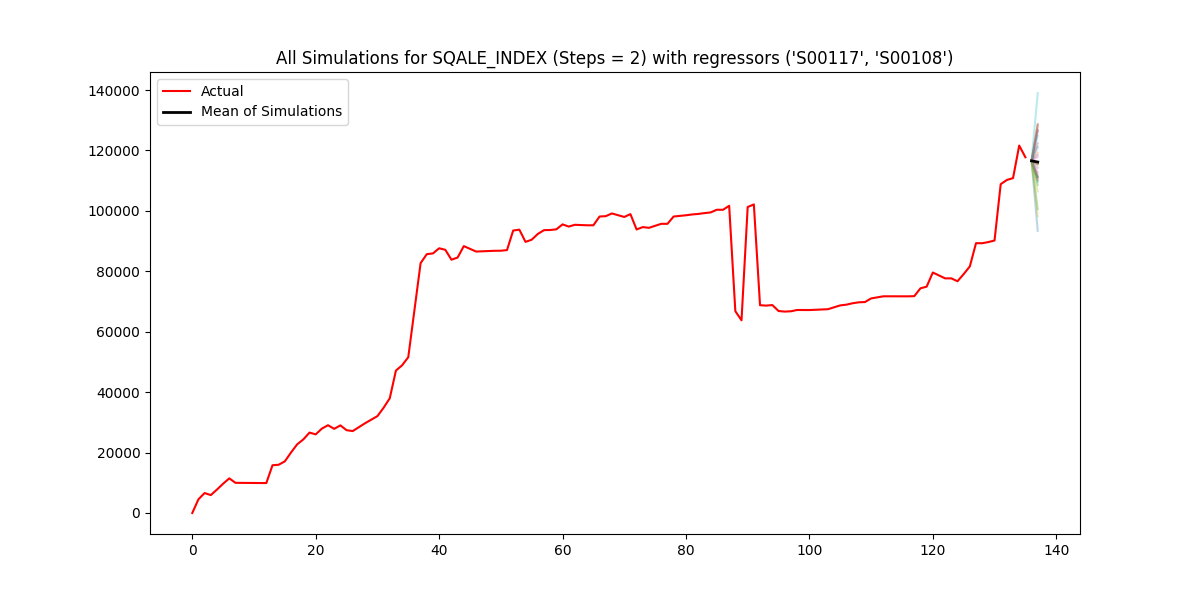 All Simulations for SQALE_INDEX (Steps = 2) with regressors ('S00117', 'S00108')
Actual
Mean of Simulations
140000
120000
100000
80000
60000
40000
20000
0
0 20 40 60 80 100 120 140